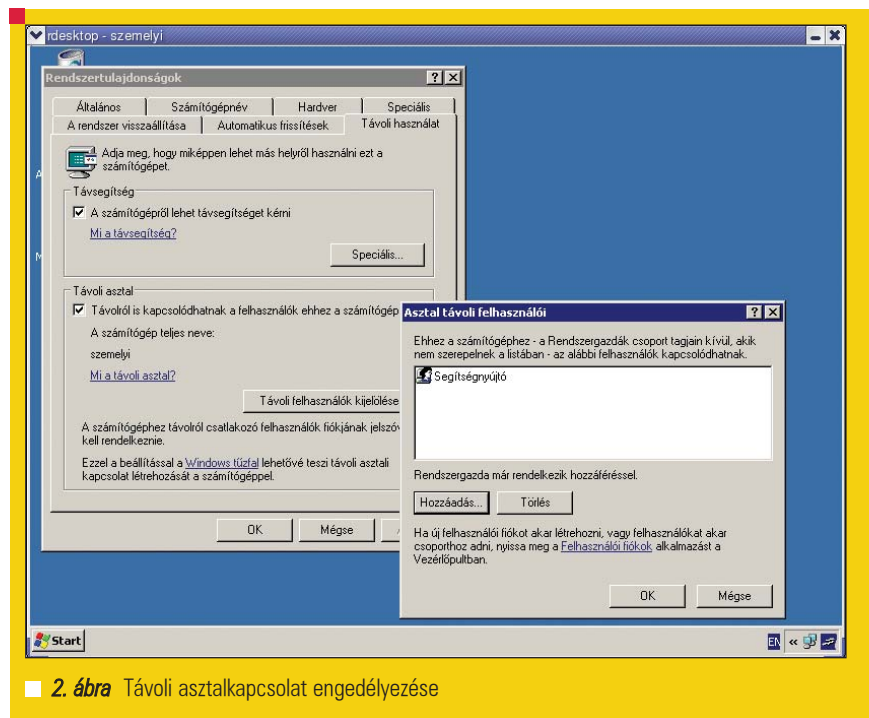 rdesktop - szemelyi
Rendszertulajdonságok
Általános Számítógépnév Hardver Speciális
A rendszer visszaállítása Automatikus frissítések Távoli használat
Adja meg, hogy miképpen lehet más helyről használni ezt a
számítógépet.
Távsegítség
A számítógépről lehet távsegítséget kérni
Mi a távsegítség?
Speciális...
Távoli asztal
Távolról is kapcsolódhatnak a felhasználók ehhez a számítógép
A számítógép teljes neve:
szemelyi
Mi a távoli asztal?
Távoli felhasználók kijelölése
A számítógéphez távolról csatlakozó felhasználók fiókjának jelszóv
kell rendelkeznie.
Ezzel a beállítással a Windows tűzfal lehetővé teszi távoli asztali
kapcsolat létrehozását a számítógéppel.
OK Mégse
Asztal távoli felhasználói
Ehhez a számítógéphez - a Rendszergazdák csoport tagjain kívül, akik
nem szerepelnek a listában - az alábbi felhasználók kapcsolódhatnak.
Segítségnyújtó
Rendszergazda már rendelkezik hozzáféréssel.
Hozzáadás... Törlés
Ha új felhasználói fiókot akar létrehozni, vagy felhasználókat akar
csoporthoz adni, nyissa meg a Felhasználói fiókok alkalmazást a
Vezérlőpultban.
OK Mégse
Start
EN «
2. ábra Távoli asztalkapcsolat engedélyezése